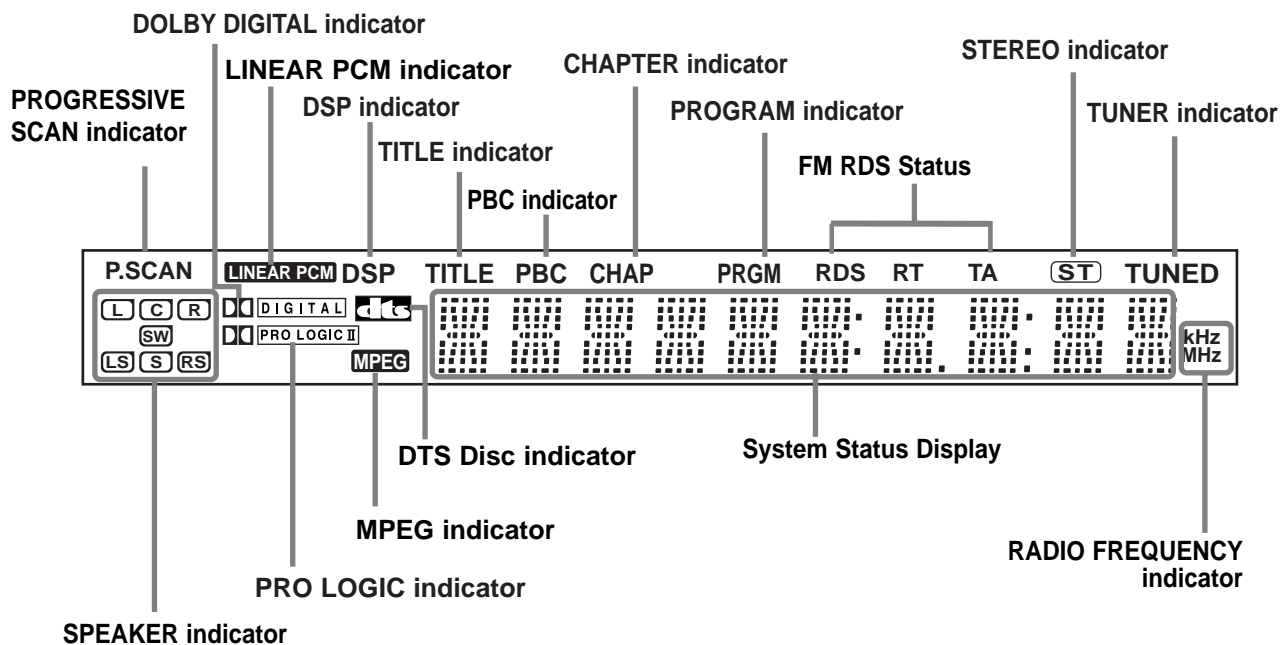 DOLBY DIGITAL indicator
LINEAR PCM indicator
CHAPTER indicator
STEREO indicator
PROGRESSIVE
SCAN indicator
DSP indicator
PROGRAM indicator
TUNER indicator
TITLE indicator
FM RDS Status
PBC indicator
P.SCAN LINEAR PCM DSP TITLE PBC CHAP PRGM RDS RT TA ST TUNED
L C R DIGITAL dts
SW PRO LOGIC II kHz
LS S RS MPEG MHz
DTS Disc indicator
System Status Display
MPEG indicator
RADIO FREQUENCY
indicator
PRO LOGIC indicator
SPEAKER indicator